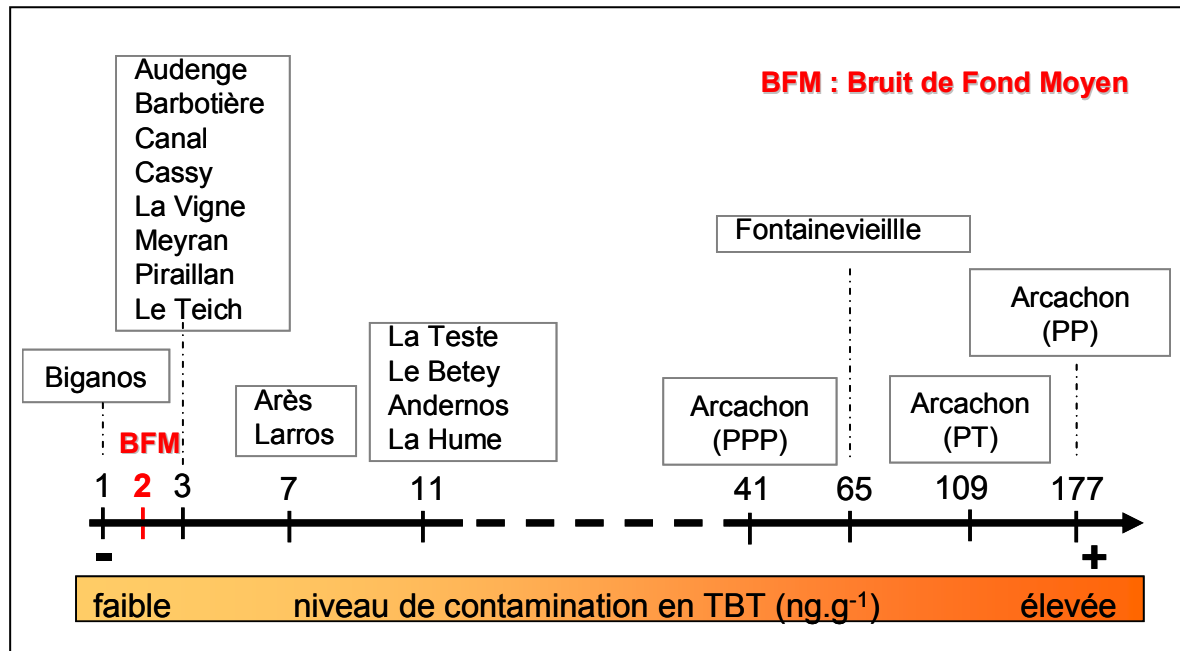 BFM : Bruit de Fond Moyen
Audenge
Barbotière
Canal
Cassy
La Vigne
Meyran
Piraillan
Le Teich
Biganos
Arès
Larros
La Teste
Le Betey
Andernos
La Hume
Fontainevieillle
Arcachon
(PPP)
Arcachon
(PT)
Arcachon
(PP)
BFM
1 2 3 7 11 41 65 109 177
- +
faible niveau de contamination en TBT (ng.g⁻¹) élevée